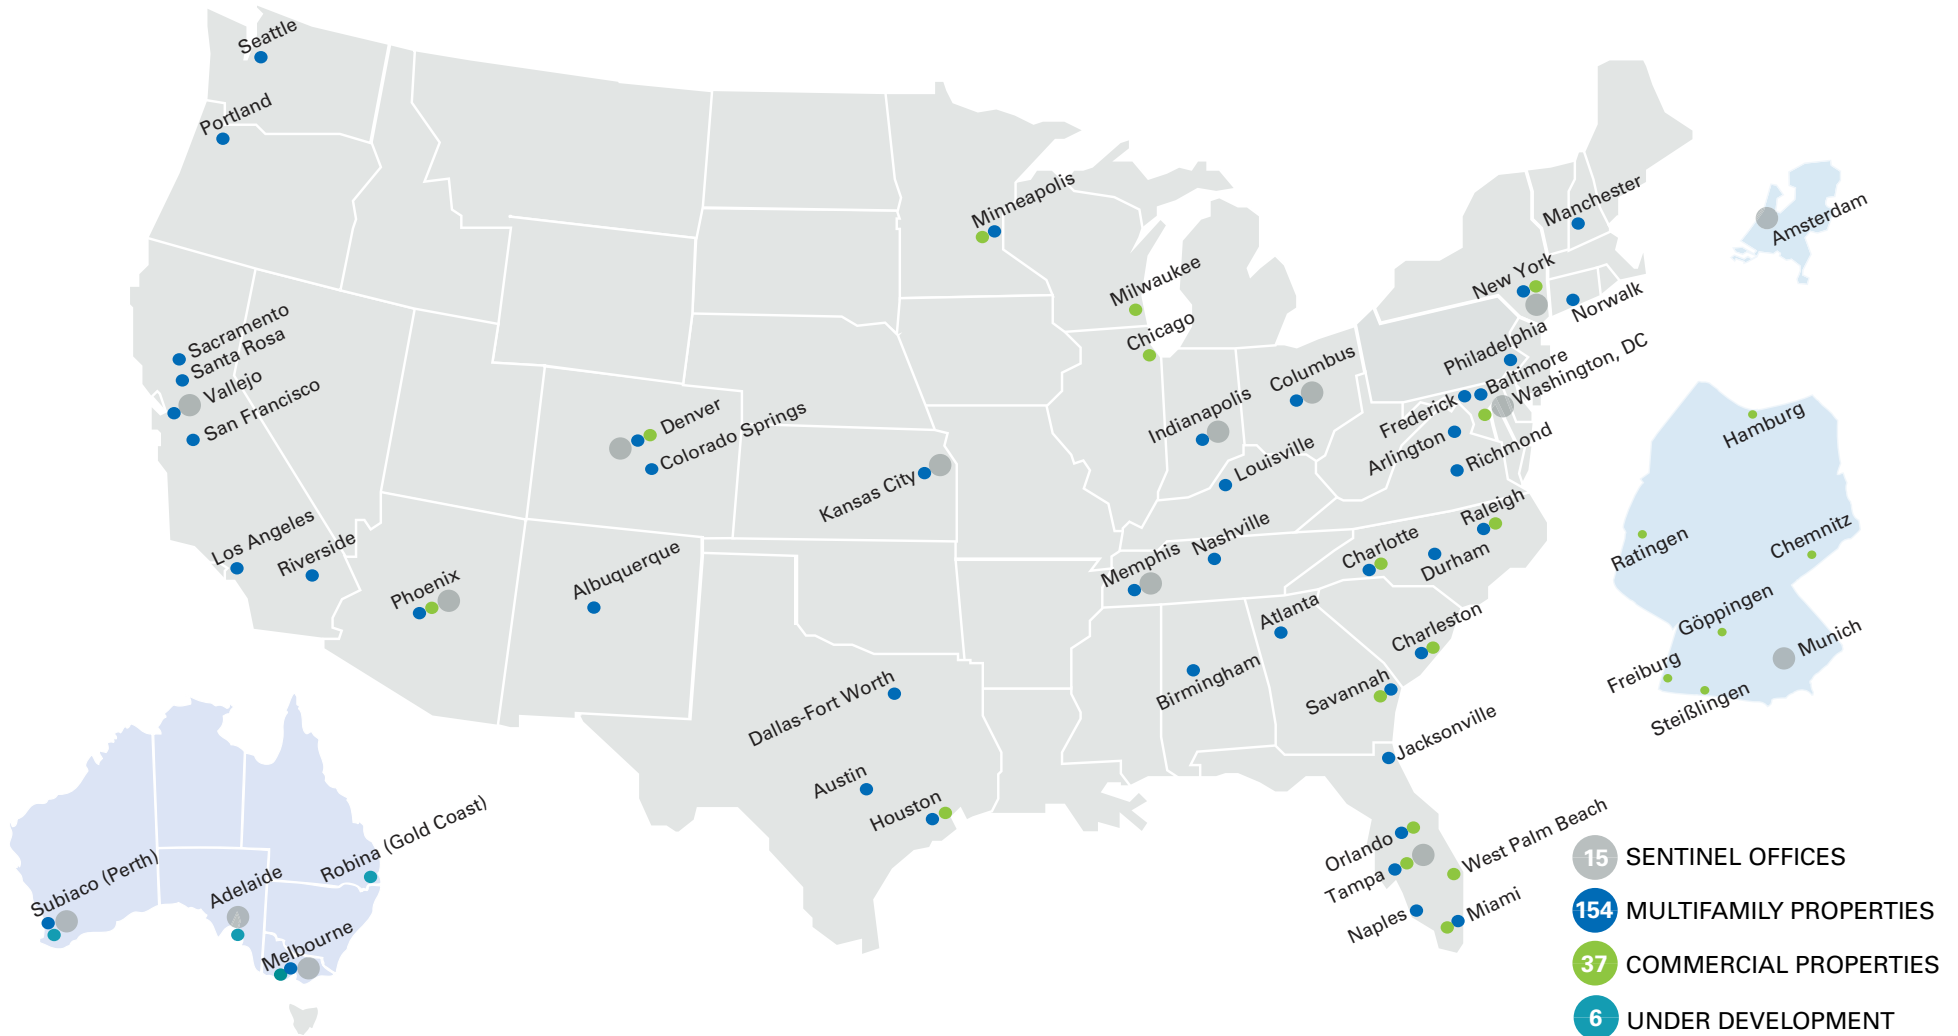 Seattle
Portland
Sacramento
Santa Rosa
Vallejo
San Francisco
Los Angeles
Riverside
Phoenix
Albuquerque
Denver
Colorado Springs
Kansas City
Dallas-Fort Worth
Austin
Houston
Minneapolis
Milwaukee
Chicago
Indianapolis
Columbus
Louisville
Nashville
Memphis
Birmingham
Atlanta
Charlotte
Raleigh
Durham
Charleston
Savannah
Jacksonville
Orlando
Tampa
West Palm Beach
Naples
Miami
Manchester
New York
Norwalk
Philadelphia
Baltimore
Washington, DC
Frederick
Arlington
Richmond
Amsterdam
Hamburg
Ratingen
Chemnitz
Göppingen
Munich
Freiburg
Steißlingen
Subiaco (Perth)
Adelaide
Robina (Gold Coast)
Melbourne
15 SENTINEL OFFICES
154 MULTIFAMILY PROPERTIES
37 COMMERCIAL PROPERTIES
6 UNDER DEVELOPMENT